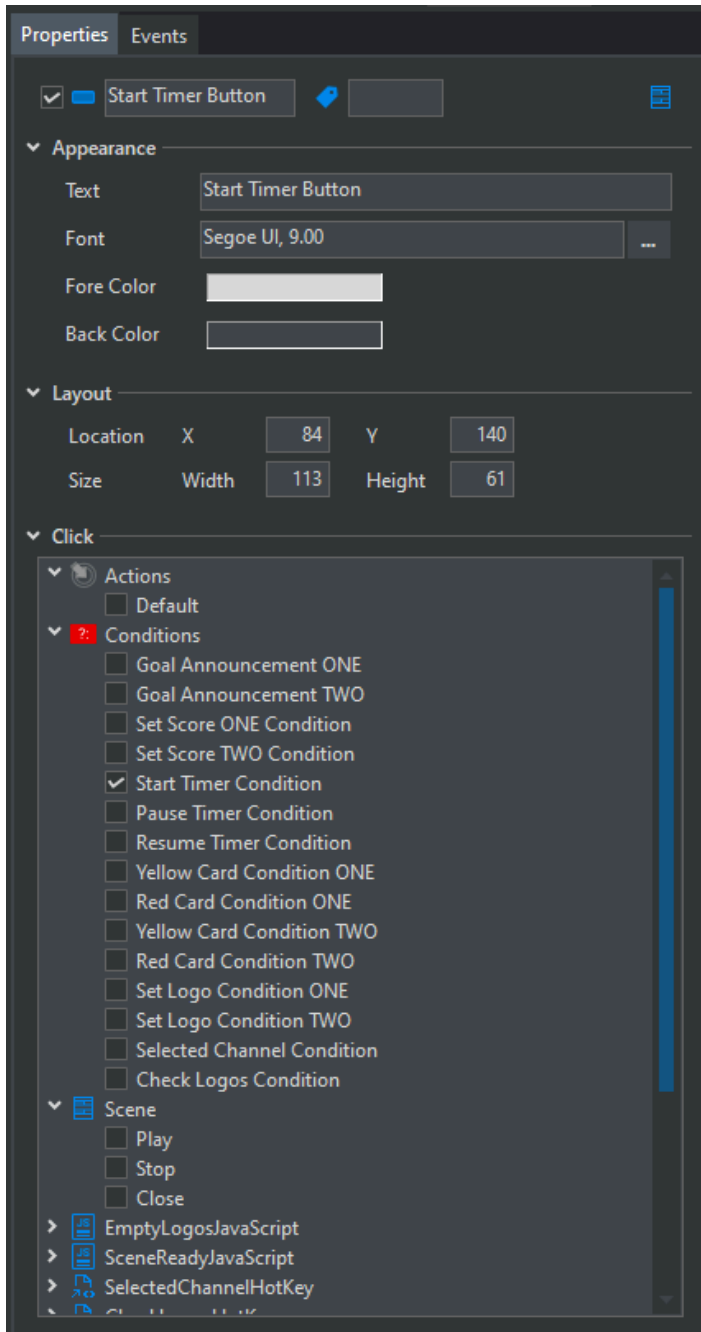 Properties Events
Start Timer Button
Appearance
Text Start Timer Button
Font Segoe UI, 9.00 ...
Fore Color
Back Color
Layout
Location X 84 Y 140
Size Width 113 Height 61
Click
Actions
Default
?: Conditions
Goal Announcement ONE
Goal Announcement TWO
Set Score ONE Condition
Set Score TWO Condition
Start Timer Condition
Pause Timer Condition
Resume Timer Condition
Yellow Card Condition ONE
Red Card Condition ONE
Yellow Card Condition TWO
Red Card Condition TWO
Set Logo Condition ONE
Set Logo Condition TWO
Selected Channel Condition
Check Logos Condition
Scene
Play
Stop
Close
JS EmptyLogosJavaScript
JS SceneReadyJavaScript
SelectedChannelHotKey